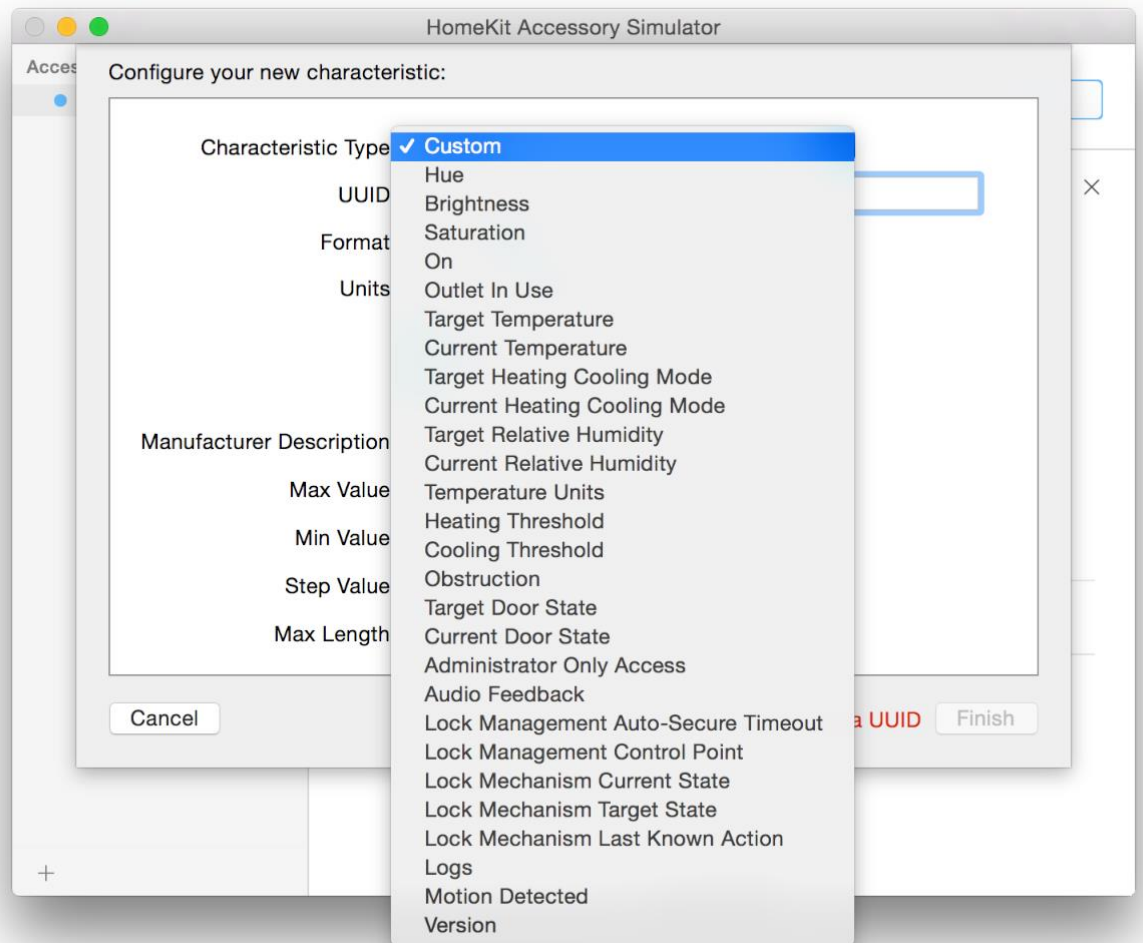 HomeKit Accessory Simulator
Acces
Configure your new characteristic:
Characteristic Type
✓ Custom
UUID
Format
Units
Manufacturer Description
Max Value
Min Value
Step Value
Max Length
Hue
Brightness
Saturation
On
Outlet In Use
Target Temperature
Current Temperature
Target Heating Cooling Mode
Current Heating Cooling Mode
Target Relative Humidity
Current Relative Humidity
Temperature Units
Heating Threshold
Cooling Threshold
Obstruction
Target Door State
Current Door State
Administrator Only Access
Audio Feedback
Lock Management Auto-Secure Timeout
Lock Management Control Point
Lock Mechanism Current State
Lock Mechanism Target State
Lock Mechanism Last Known Action
Logs
Motion Detected
Version
Cancel
a UUID
Finish